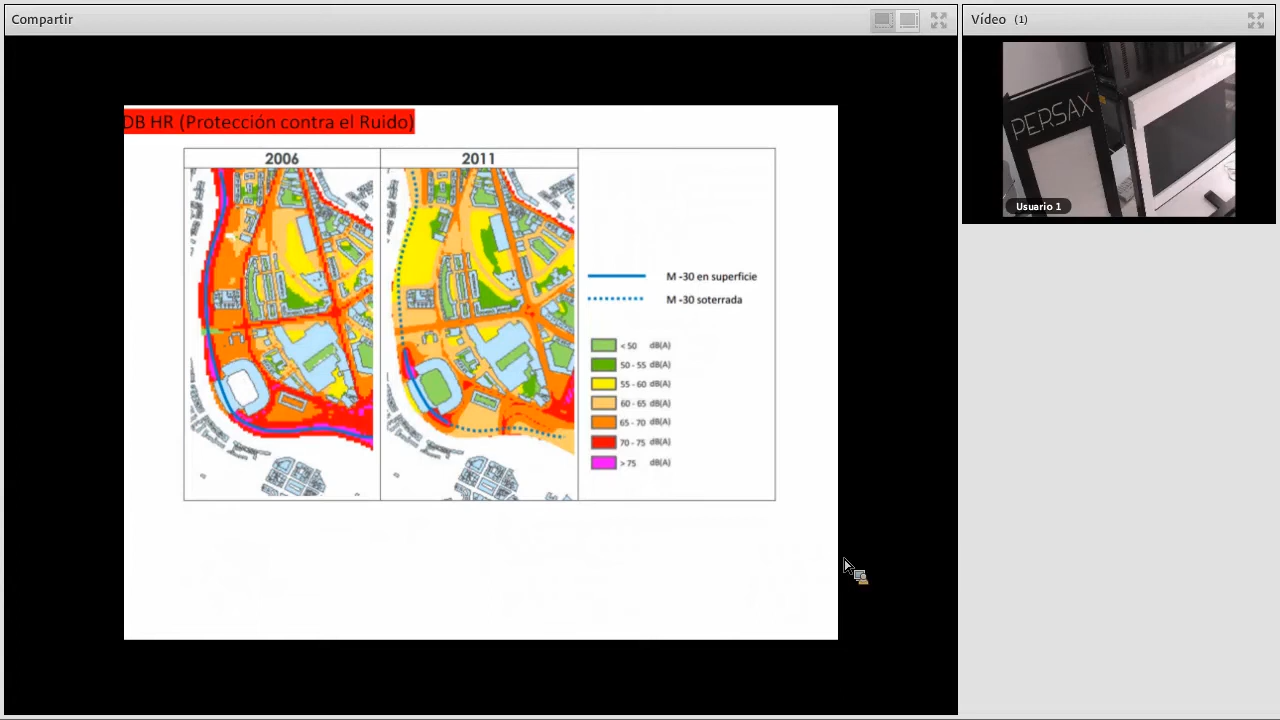 Compartir
Vídeo (1)
PERSAX
Usuario 1
DB HR (Protección contra el Ruido)
2006
2011
M -30 en superficie
M -30 soterrada
< 50 dB(A)
50 - 55 dB(A)
55 - 60 dB(A)
60 - 65 dB(A)
65 - 70 dB(A)
70 - 75 dB(A)
> 75 dB(A)